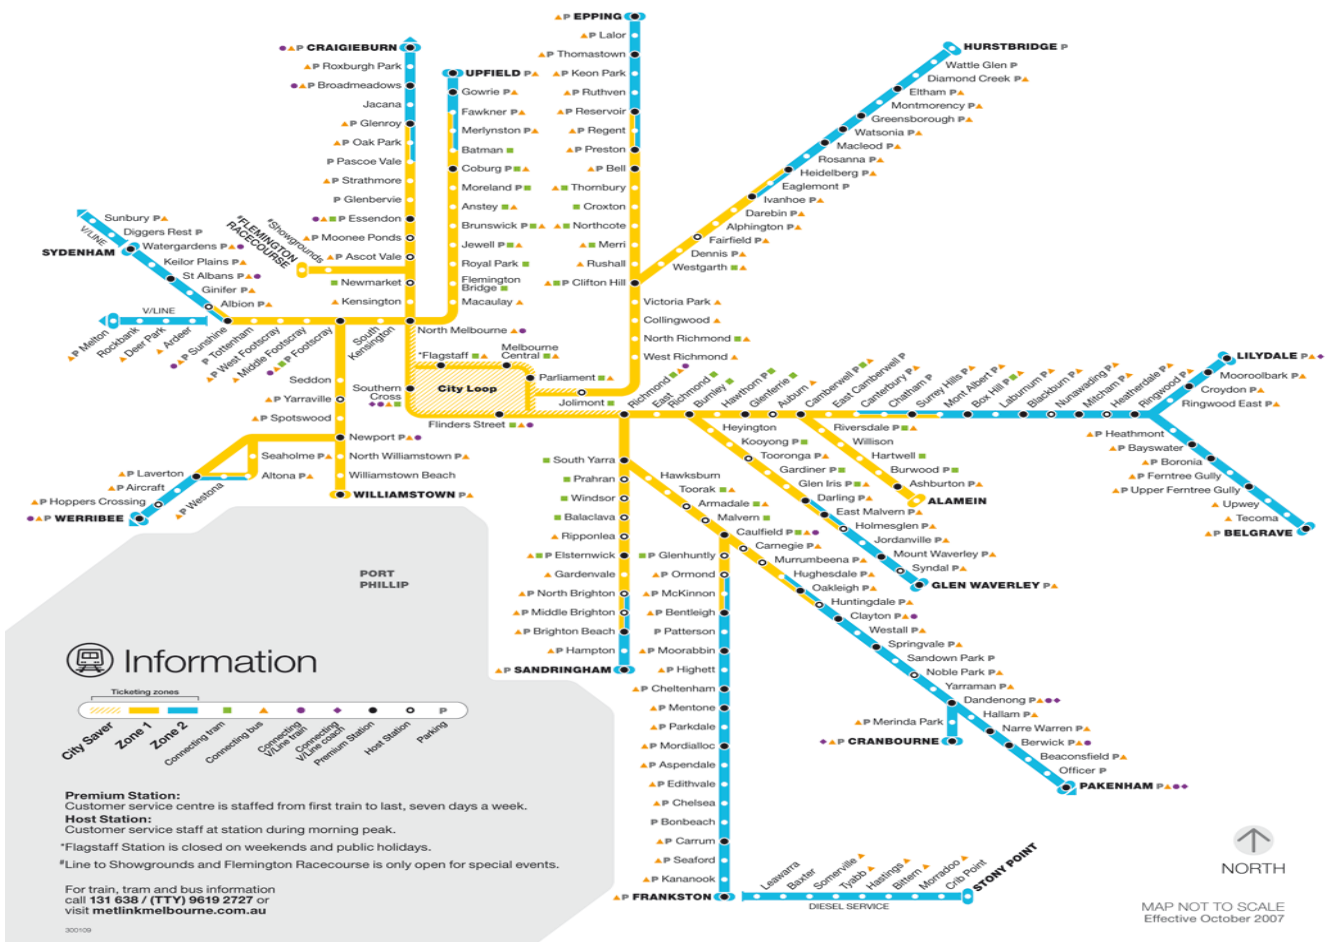 CRAIGIEBURN
Roxburgh Park
Broadmeadows
Jacana
Glenroy
Oak Park
Pascoe Vale
Strathmore
Glenbervie
Essendon
Moonee Ponds
Ascot Vale
Newmarket
Kensington
North Melbourne
#Showgrounds
#FLEMINGTON
RACECOURSE
UPFIELD
Gowrie
Fawkner
Merlynston
Batman
Coburg
Moreland
Anstey
Brunswick
Jewell
Royal Park
Flemington
Bridge
Macaulay
EPPING
Lalor
Thomastown
Keon Park
Ruthven
Reservoir
Regent
Preston
Bell
Thornbury
Croxton
Northcote
Merri
Rushall
Clifton Hill
Victoria Park
Collingwood
North Richmond
West Richmond
Jolimont
HURSTBRIDGE
Wattle Glen
Diamond Creek
Eltham
Montmorency
Greensborough
Watsonia
Macleod
Rosanna
Heidelberg
Eaglemont
Ivanhoe
Darebin
Alphington
Fairfield
Dennis
Westgarth
Sunbury
Diggers Rest
V/LINE
SYDENHAM
Watergardens
Keilor Plains
St Albans
Ginifer
Albion
V/LINE
Melton
Rockbank
Deer Park
Ardeer
Sunshine
Tottenham
West Footscray
Middle Footscray
Footscray
South
Kensington
Seddon
Yarraville
Spotswood
Newport
North Williamstown
Williamstown Beach
WILLIAMSTOWN
Seaholme
Altona
Westona
Laverton
Aircraft
Hoppers Crossing
WERRIBEE
*Flagstaff
Melbourne
Central
Parliament
City Loop
Southern
Cross
Flinders Street
Richmond
East
Richmond
Burnley
Hawthorn
Glenferrie
Auburn
Camberwell
East Camberwell
Canterbury
Chatham
Surrey Hills
Mont Albert
Box Hill
Laburnum
Blackburn
Nunawading
Mitcham
Heatherdale
Ringwood
LILYDALE
Mooroolbark
Croydon
Ringwood East
Heathmont
Bayswater
Boronia
Ferntree Gully
Upper Ferntree Gully
Upwey
Tecoma
BELGRAVE
Riversdale
Willison
Hartwell
Burwood
Ashburton
ALAMEIN
Heyington
Kooyong
Tooronga
Gardiner
Glen Iris
Darling
East Malvern
Holmesglen
Jordanville
Mount Waverley
Syndal
GLEN WAVERLEY
South Yarra
Prahran
Windsor
Balaclava
Ripponlea
Elsternwick
Gardenvale
North Brighton
Middle Brighton
Brighton Beach
Hampton
SANDRINGHAM
Hawksburn
Toorak
Armadale
Malvern
Caulfield
Carnegie
Murrumbeena
Hughesdale
Oakleigh
Huntingdale
Clayton
Westall
Springvale
Sandown Park
Noble Park
Yarraman
Dandenong
Hallam
Narre Warren
Berwick
Beaconsfield
Officer
PAKENHAM
Merinda Park
CRANBOURNE
Glenhuntly
Ormond
McKinnon
Bentleigh
Patterson
Moorabbin
Highett
Cheltenham
Mentone
Parkdale
Mordialloc
Aspendale
Edithvale
Chelsea
Bonbeach
Carrum
Seaford
Kananook
FRANKSTON
Leawarra
Baxter
Somerville
Tyabb
Hastings
Bittern
Morradoo
Crib Point
STONY POINT
DIESEL SERVICE
PORT
PHILLIP
Information
Ticketing zones
City Saver
Zone 1
Zone 2
Connecting tram
Connecting bus
Connecting
V/Line train
Connecting
V/Line coach
Premium Station
Host Station
Parking
Premium Station:
Customer service centre is staffed from first train to last, seven days a week.
Host Station:
Customer service staff at station during morning peak.
*Flagstaff Station is closed on weekends and public holidays.
#Line to Showgrounds and Flemington Racecourse is only open for special events.
For train, tram and bus information
call 131 638 / (TTY) 9619 2727 or
visit metlinkmelbourne.com.au
300109
NORTH
MAP NOT TO SCALE
Effective October 2007